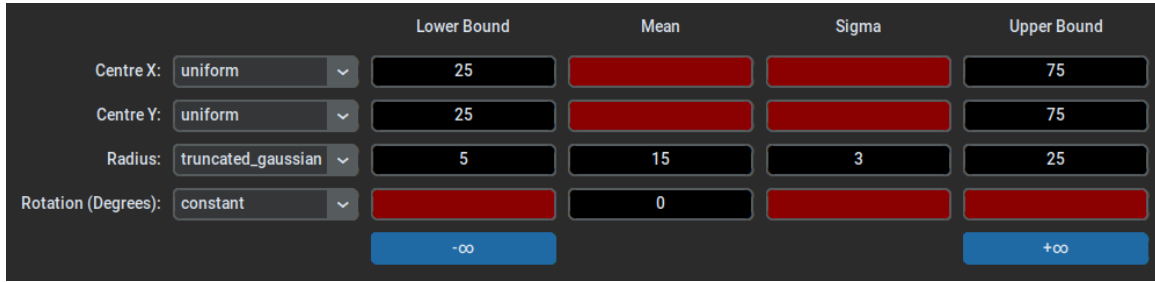 Lower Bound Mean Sigma Upper Bound
Centre X: uniform 25 75
Centre Y: uniform 25 75
Radius: truncated_gaussian 5 15 3 25
Rotation (Degrees): constant 0
-∞ +∞